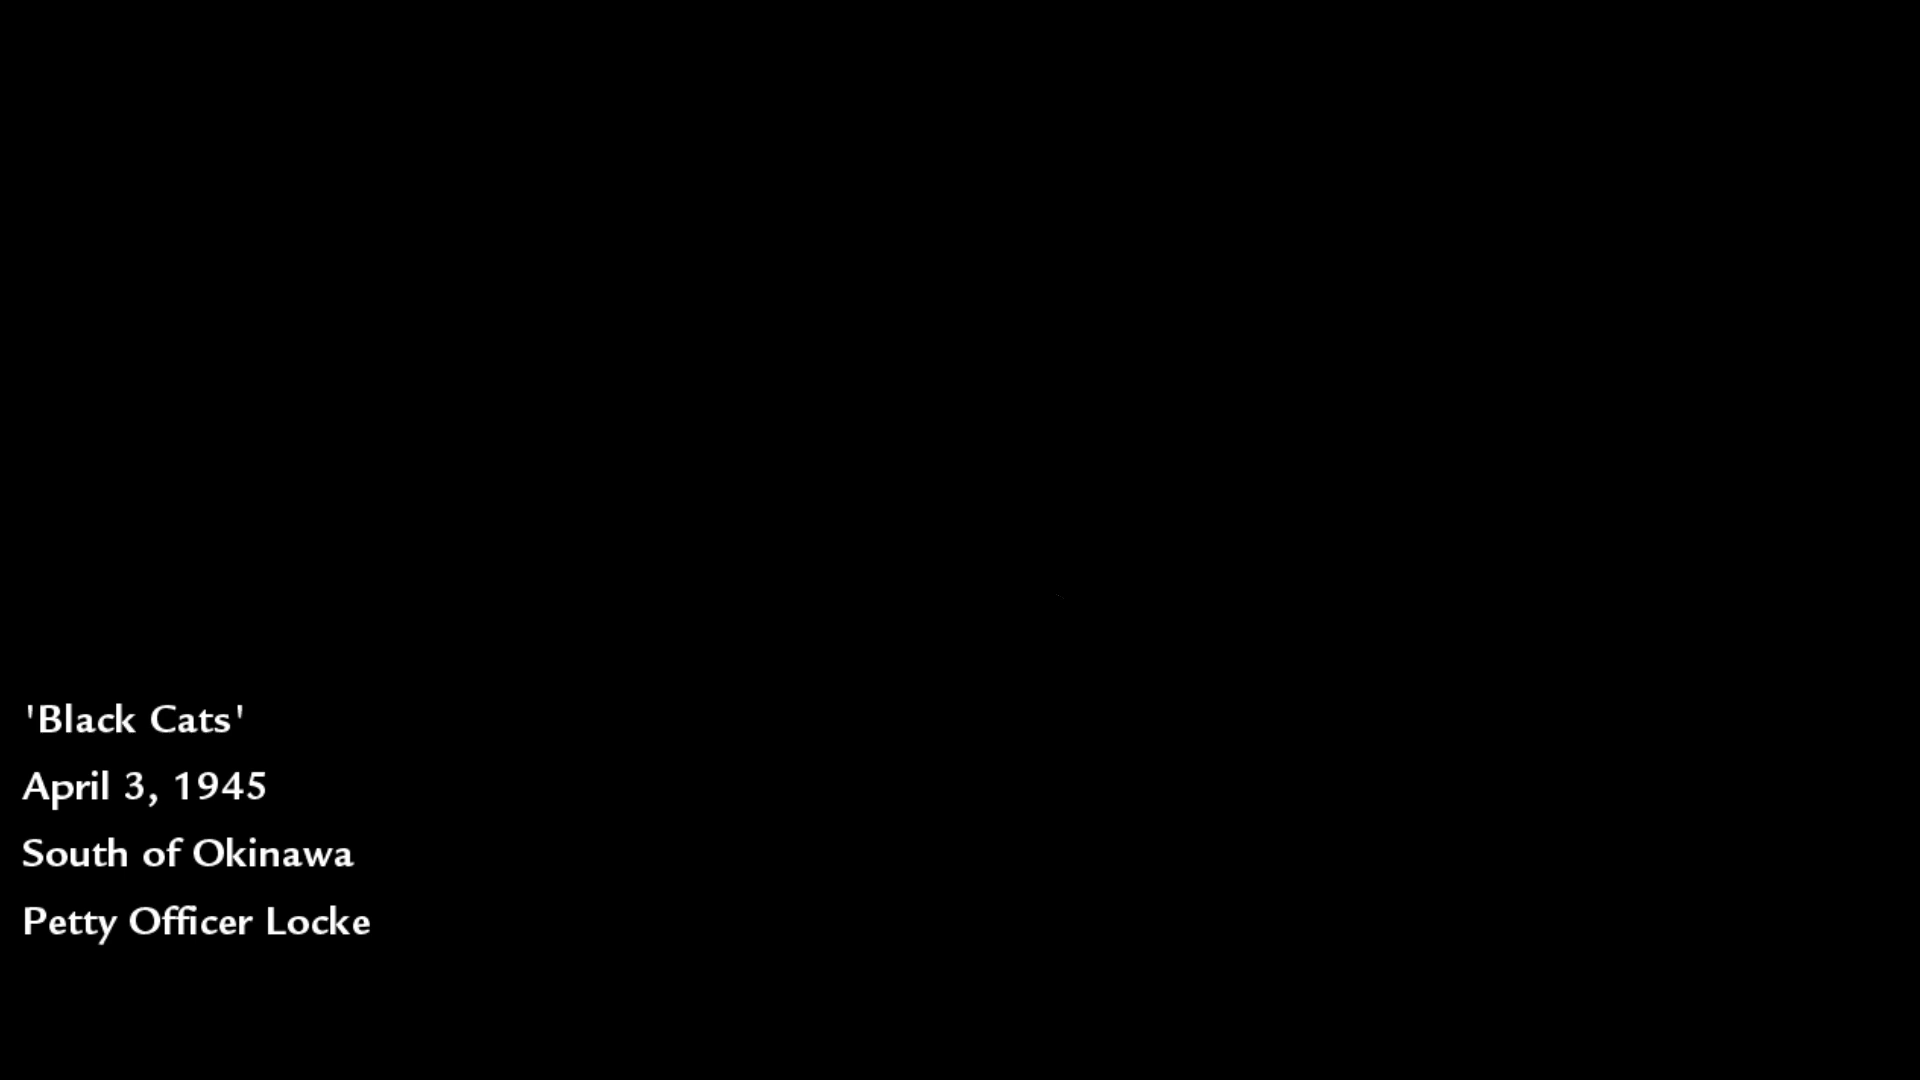 'Black Cats'
April 3, 1945
South of Okinawa
Petty Officer Locke